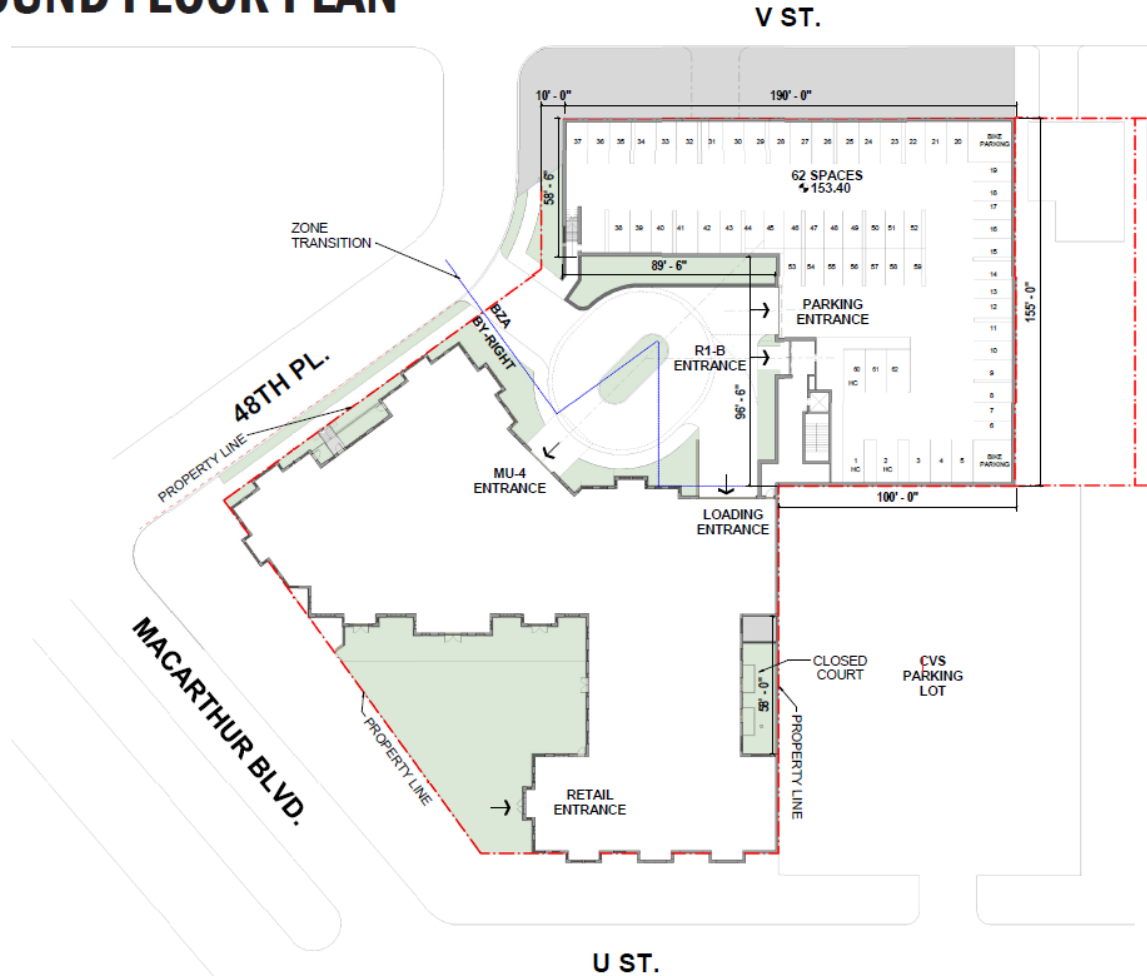 OUND FLOOR PLAN
V ST.
10' - 0"
190' - 0"
37 36 35 34 33 32 31 30 29 28 27 26 25 24 23 22 21 20
BIKE
PARKING
62 SPACES
153.40
19
18
17
16
15
14
13
12
11
10
9
8
7
6
58' - 6"
38 39 40 41 42 43 44 45 46 47 48 49 50 51 52
53 54 55 56 57 58 59
89' - 6"
155' - 0"
ZONE
TRANSITION
BZA
BY-RIGHT
PARKING
ENTRANCE
R1-B
ENTRANCE
96' - 6"
60 61 62
HC
48TH PL.
PROPERTY LINE
MU-4
ENTRANCE
1 2 3 4 5
HC HC
BIKE
PARKING
100' - 0"
LOADING
ENTRANCE
MACARTHUR BLVD.
PROPERTY LINE
CLOSED
COURT
58' - 0"
CVS
PARKING
LOT
PROPERTY LINE
RETAIL
ENTRANCE
U ST.